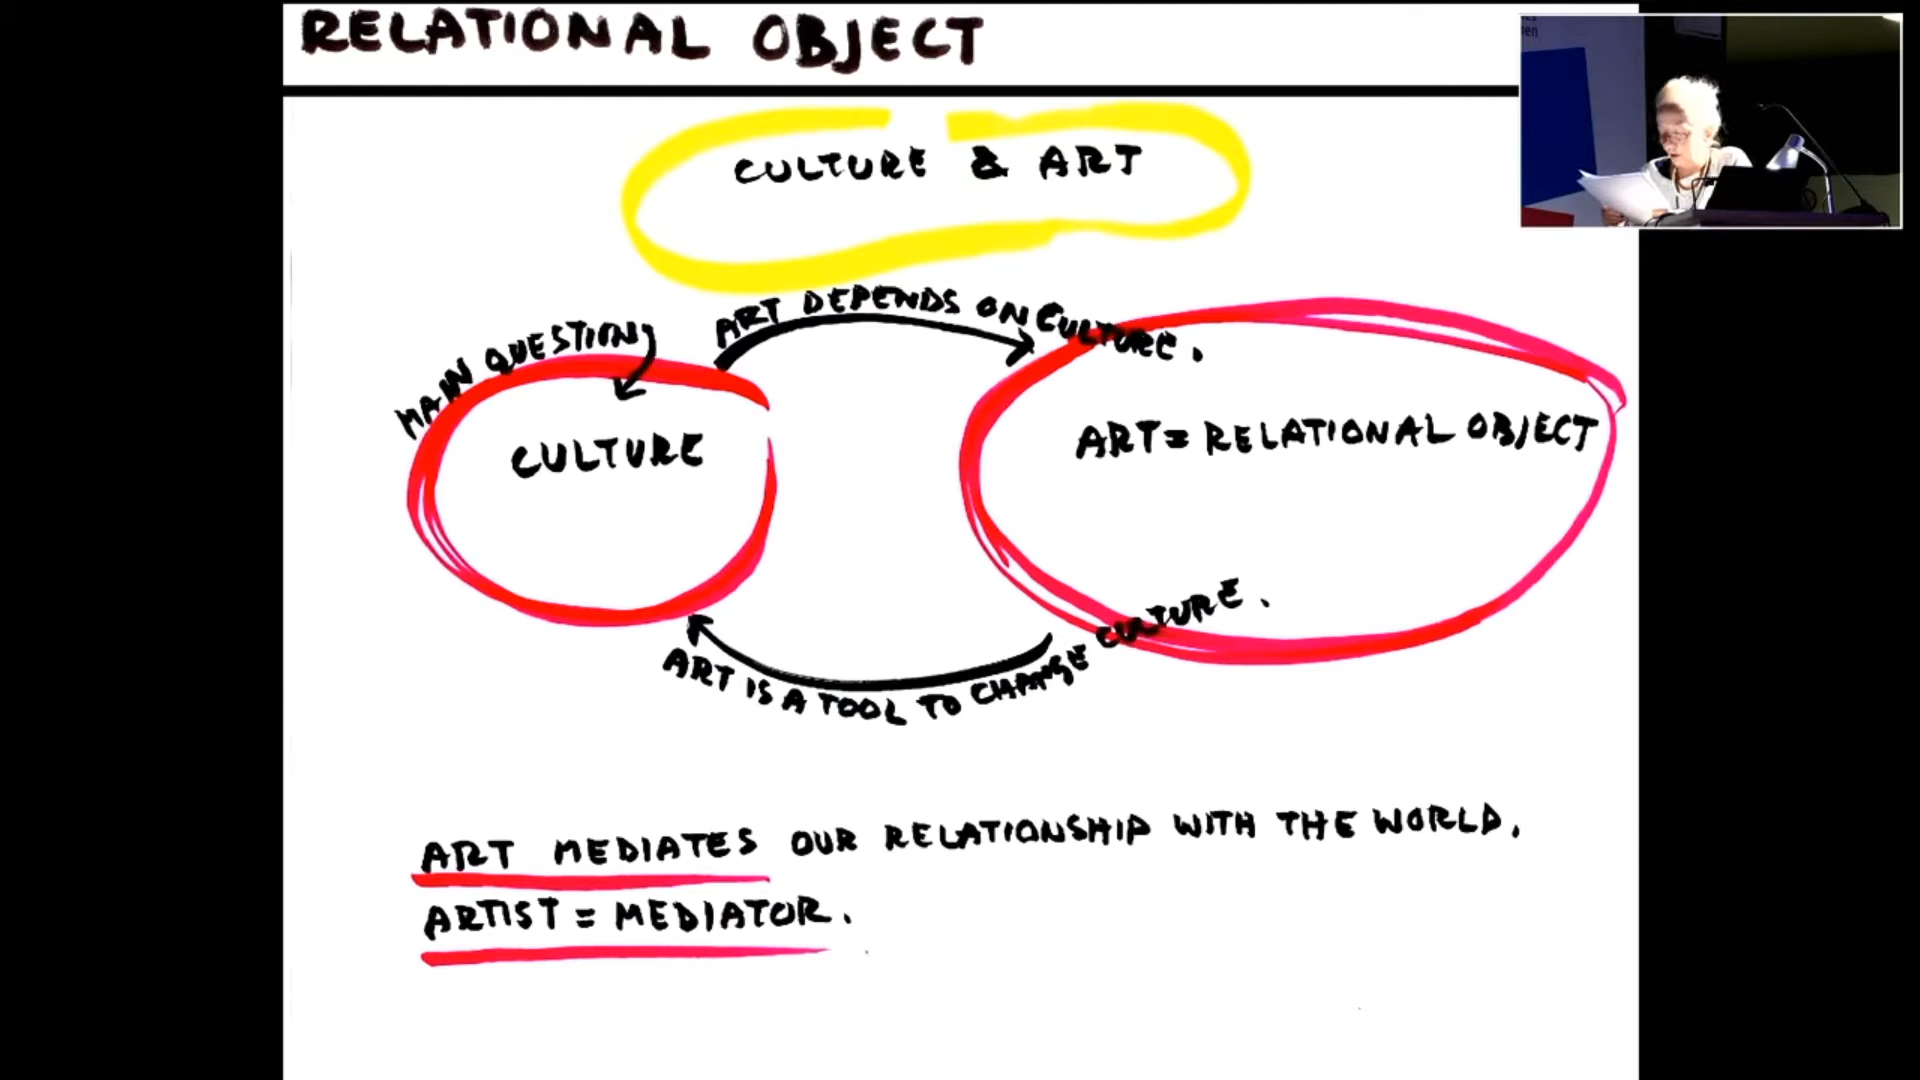 RELATIONAL OBJECT
CULTURE & ART
ART DEPENDS ON CULTURE.
MAIN QUESTION
CULTURE
ART = RELATIONAL OBJECT
ART IS A TOOL TO CHANGE CULTURE.
ART MEDIATES OUR RELATIONSHIP WITH THE WORLD.
ARTIST = MEDIATOR.